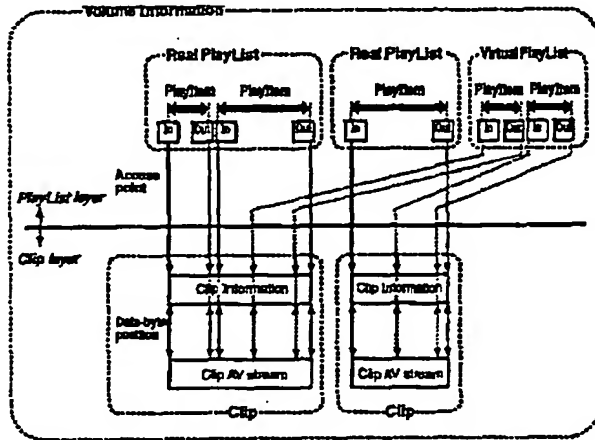 Volume Information
Real PlayList
Real PlayList
Virtual PlayList
PlayItem
PlayItem
PlayItem
PlayItem
PlayItem
In
Out
In
Out
In
Out
In
Out
In
Out
Access
point
PlayList layer
Clip layer
Clip Information
Clip Information
Data-byte
position
Clip AV stream
Clip AV stream
Clip
Clip